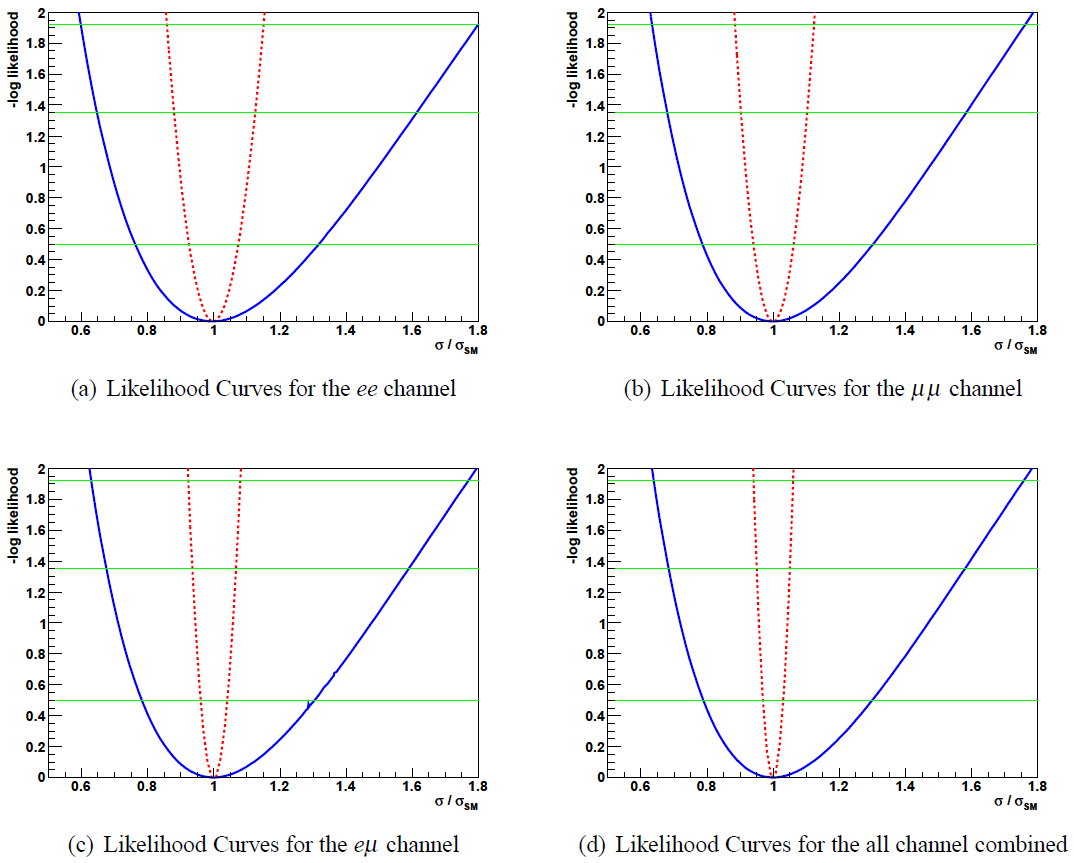 -log likelihood
2
1.8
1.6
1.4
1.2
1
0.8
0.6
0.4
0.2
0
0.6 0.8 1 1.2 1.4 1.6 1.8
σ / σSM
(a) Likelihood Curves for the ee channel
-log likelihood
2
1.8
1.6
1.4
1.2
1
0.8
0.6
0.4
0.2
0
0.6 0.8 1 1.2 1.4 1.6 1.8
σ / σSM
(b) Likelihood Curves for the μμ channel
-log likelihood
2
1.8
1.6
1.4
1.2
1
0.8
0.6
0.4
0.2
0
0.6 0.8 1 1.2 1.4 1.6 1.8
σ / σSM
(c) Likelihood Curves for the eμ channel
-log likelihood
2
1.8
1.6
1.4
1.2
1
0.8
0.6
0.4
0.2
0
0.6 0.8 1 1.2 1.4 1.6 1.8
σ / σSM
(d) Likelihood Curves for the all channel combined